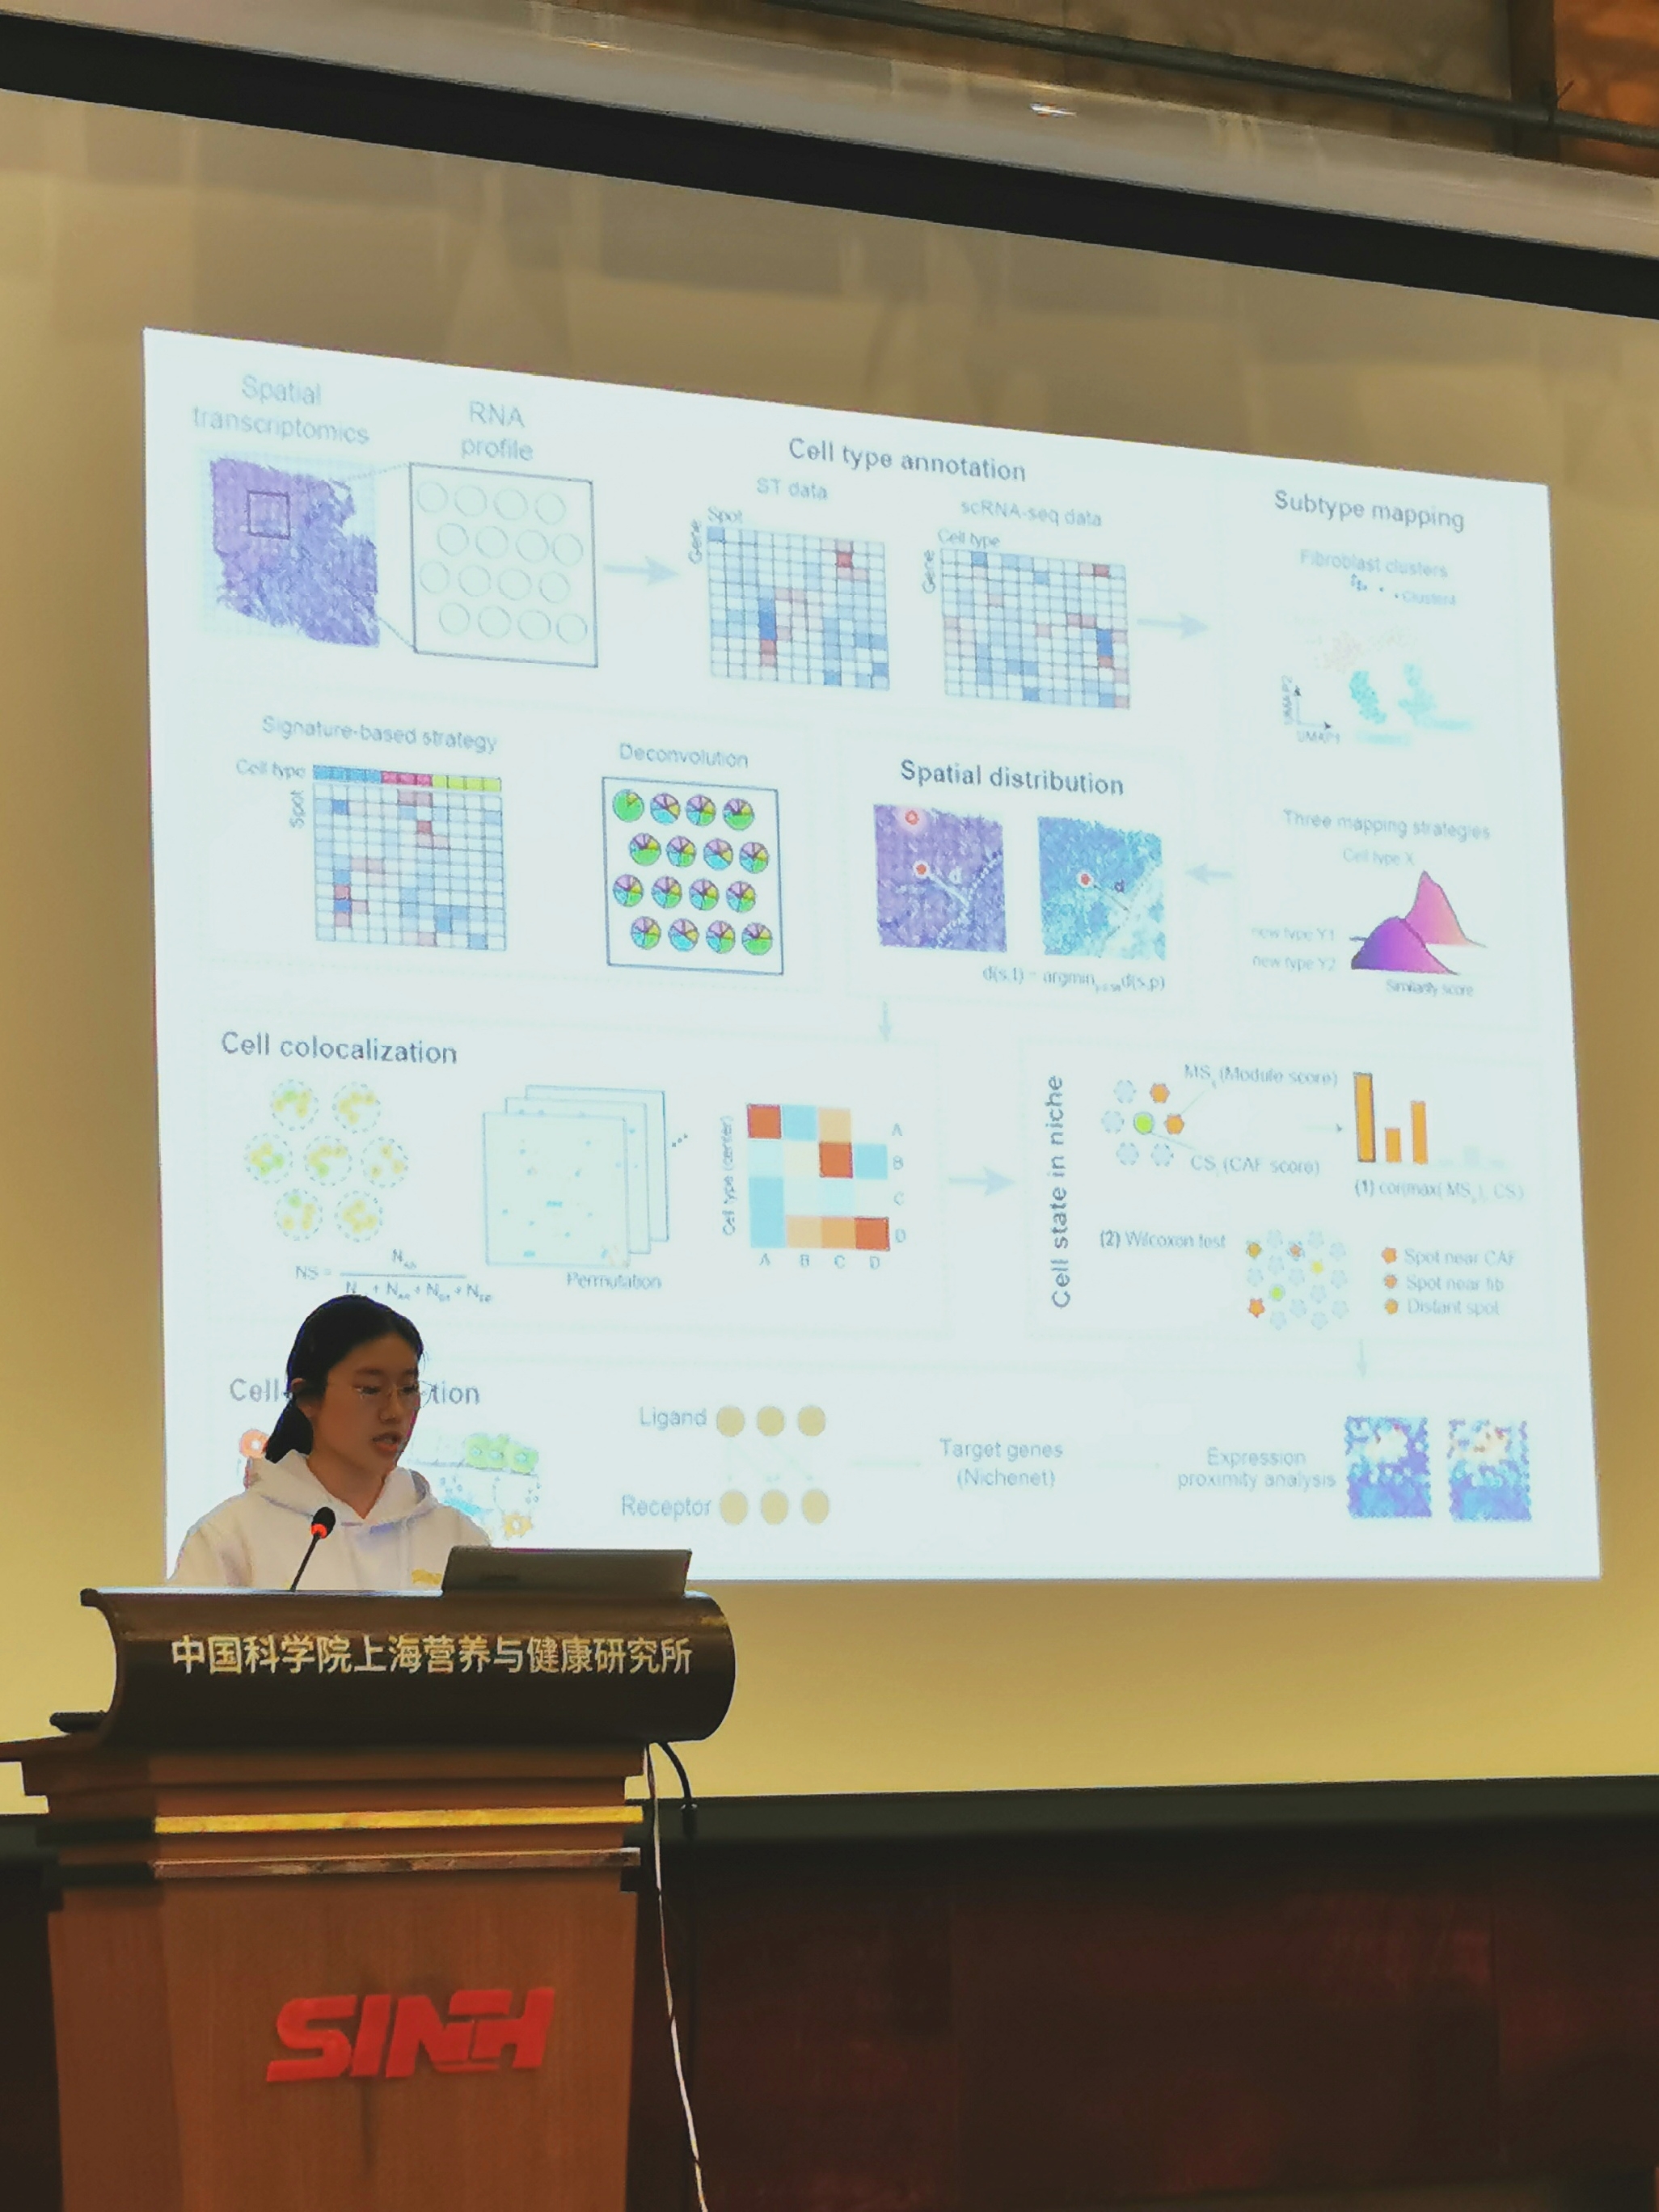 Spatial
transcriptomics
RNA
profile
Cell type annotation
ST data
Spot
Gene
scRNA-seq data
Cell type
Gene
Subtype mapping
Fibroblast clusters
Clusters
UMAP2
UMAP1
Signature-based strategy
Cell type
Spot
Deconvolution
Spatial distribution
d
d
Three mapping strategies
Cell type X
new type Y1
new type Y2
Similarity score
Cell colocalization
NS =
Permutation
Cell type (center)
A
B
C
D
A B C D
Cell state in niche
MS (Module score)
CS (CAF score)
(1) cor(max( MS ), CS)
(2) Wilcoxon test
Spot near CAF
Spot near fib
Distant spot
Cell tion
Ligand
Receptor
Target genes
(Nichenet)
Expression
proximity analysis
中国科学院上海营养与健康研究所
SINH